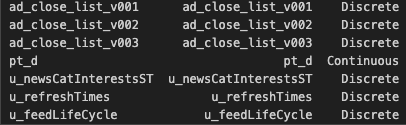 ad_close_list_v001 ad_close_list_v001 Discrete
ad_close_list_v002 ad_close_list_v002 Discrete
ad_close_list_v003 ad_close_list_v003 Discrete
pt_d pt_d Continuous
u_newsCatInterestsST u_newsCatInterestsST Discrete
u_refreshTimes u_refreshTimes Discrete
u_feedLifeCycle u_feedLifeCycle Discrete